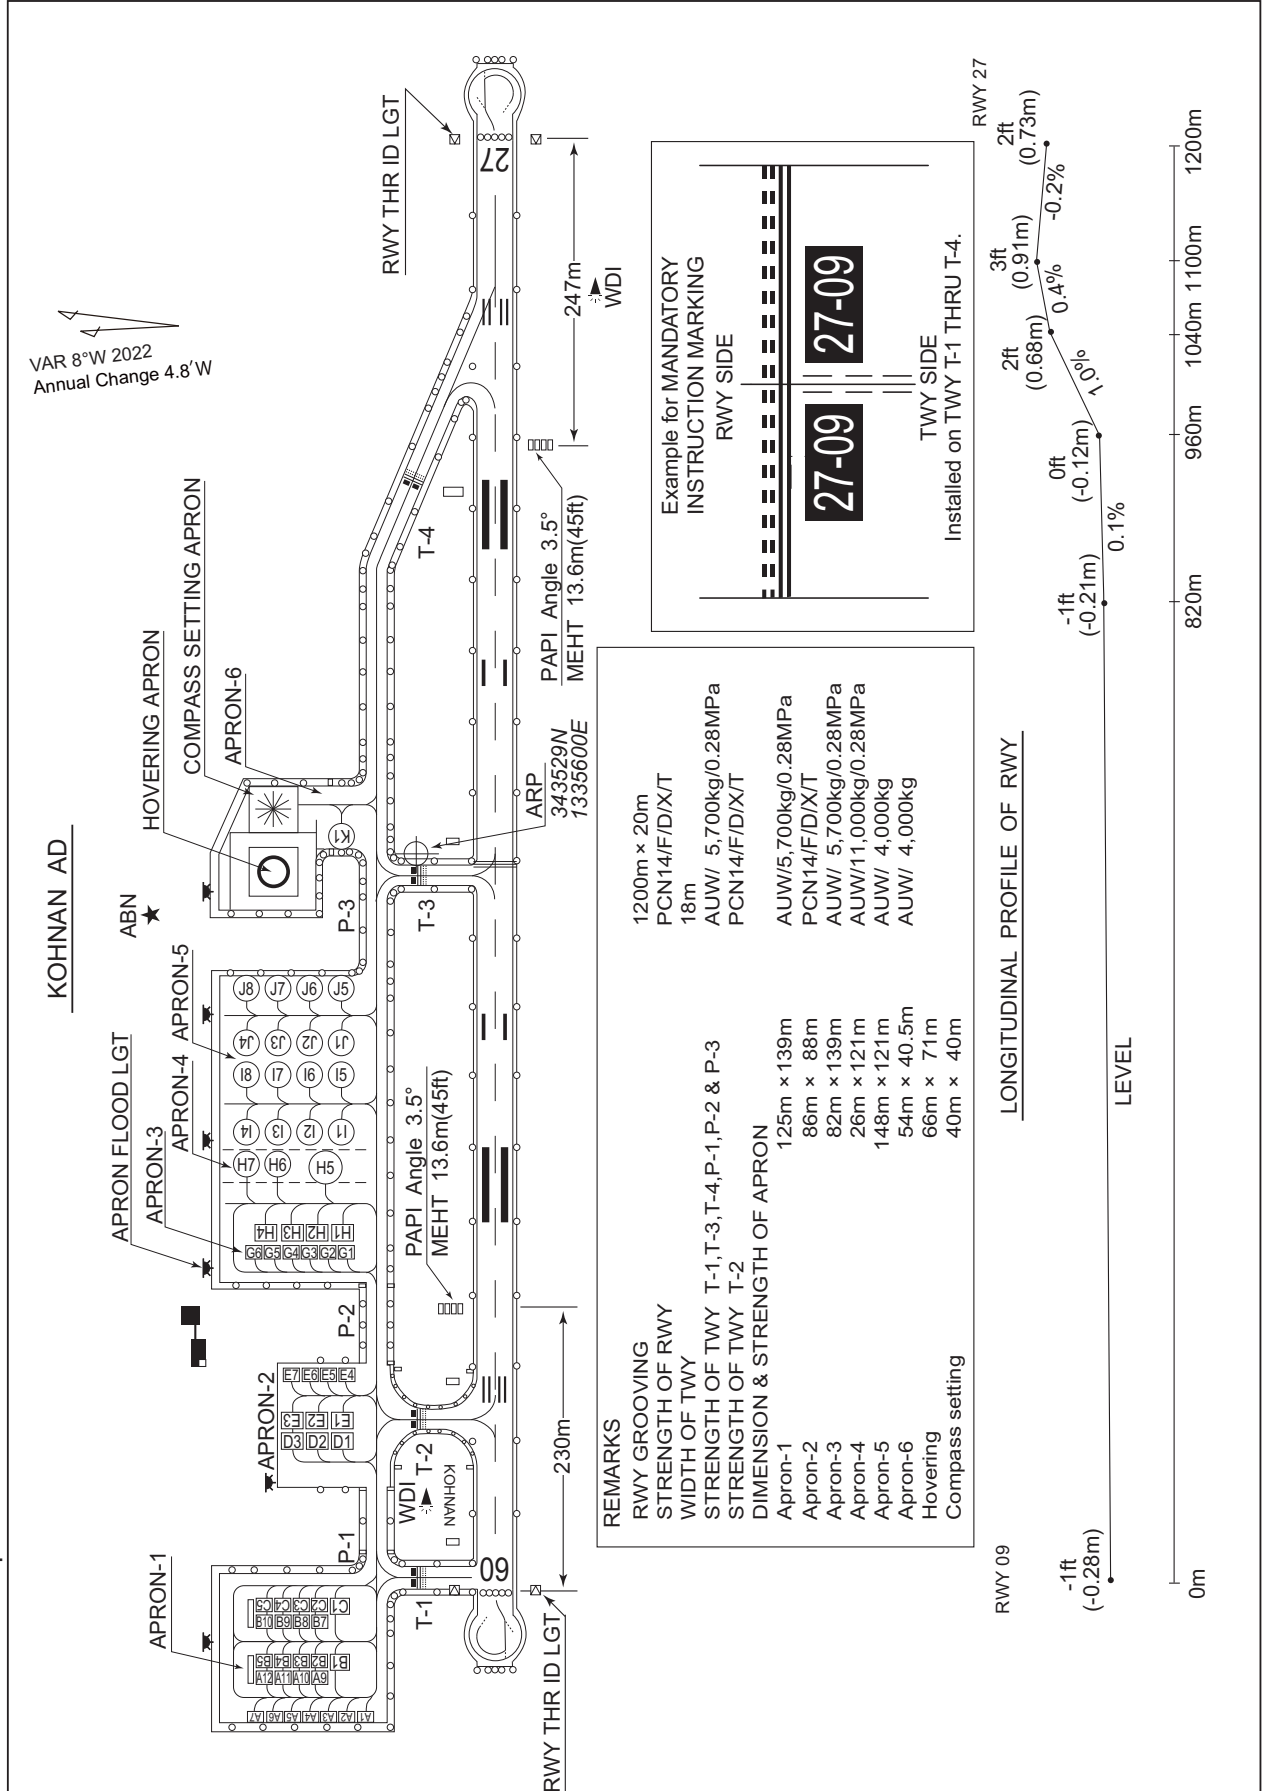 KOHNAN AD
VAR 8°W 2022
Annual Change 4.8′W
RWY THR ID LGT
COMPASS SETTING APRON
HOVERING APRON
APRON-6
ABN
APRON-5
APRON-4
APRON FLOOD LGT
APRON-3
APRON-2
APRON-1
J8 J7 J6 J5
J4 J3 J2 J1
I8 I7 I6 I5
I4 I3 I2 I1
H7 H6 H5
H4 H3 H2 H1
G6 G5 G4 G3 G2 G1
E7 E6 E5 E4
E3 E2 E1
D3 D2 D1
C5 C4 C3 C2 C1
B10 B9 B8 B7
B5 B4 B3 B2 B1
A12 A11 A10 A9
A7 A6 A5 A4 A3 A2 A1
K1
P-1
P-2
P-3
T-1
T-2
T-3
T-4
WDI
KOHNAN
PAPI Angle 3.5°
MEHT 13.6m(45ft)
ARP
343529N
1335600E
PAPI Angle 3.5°
MEHT 13.6m(45ft)
WDI
09
27
230m
247m
RWY THR ID LGT
REMARKS
RWY GROOVING 1200m × 20m
STRENGTH OF RWY PCN14/F/D/X/T
WIDTH OF TWY 18m
STRENGTH OF TWY T-1,T-3,T-4,P-1,P-2 & P-3 AUW/ 5,700kg/0.28MPa
STRENGTH OF TWY T-2 PCN14/F/D/X/T
DIMENSION & STRENGTH OF APRON
Apron-1 125m × 139m AUW/5,700kg/0.28MPa
Apron-2 86m × 88m PCN14/F/D/X/T
Apron-3 82m × 139m AUW/ 5,700kg/0.28MPa
Apron-4 26m × 121m AUW/11,000kg/0.28MPa
Apron-5 148m × 121m AUW/ 4,000kg
Apron-6 54m × 40.5m AUW/ 4,000kg
Hovering 66m × 71m
Compass setting 40m × 40m
Example for MANDATORY
INSTRUCTION MARKING
RWY SIDE
27-09 27-09
TWY SIDE
Installed on TWY T-1 THRU T-4.
LONGITUDINAL PROFILE OF RWY
RWY 09
RWY 27
-1ft
(-0.28m)
-1ft
(-0.21m)
0ft
(-0.12m)
2ft
(0.68m)
3ft
(0.91m)
2ft
(0.73m)
LEVEL
0.1%
1.0%
0.4%
-0.2%
0m
820m
960m
1040m
1100m
1200m